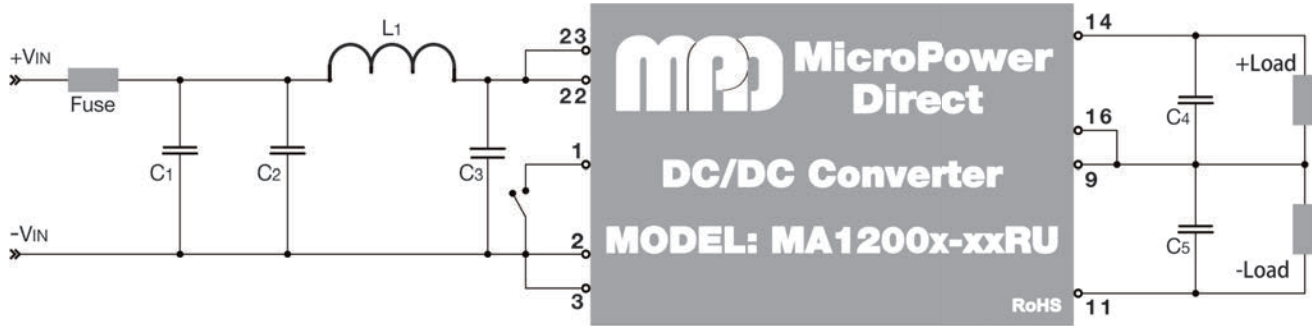 +VIN
Fuse
L1
C1
C2
C3
-VIN
23
22
1
2
3
MPD
MicroPower
Direct
DC/DC Converter
MODEL: MA1200x-xxRU
RoHS
14
16
9
11
C4
C5
+Load
-Load